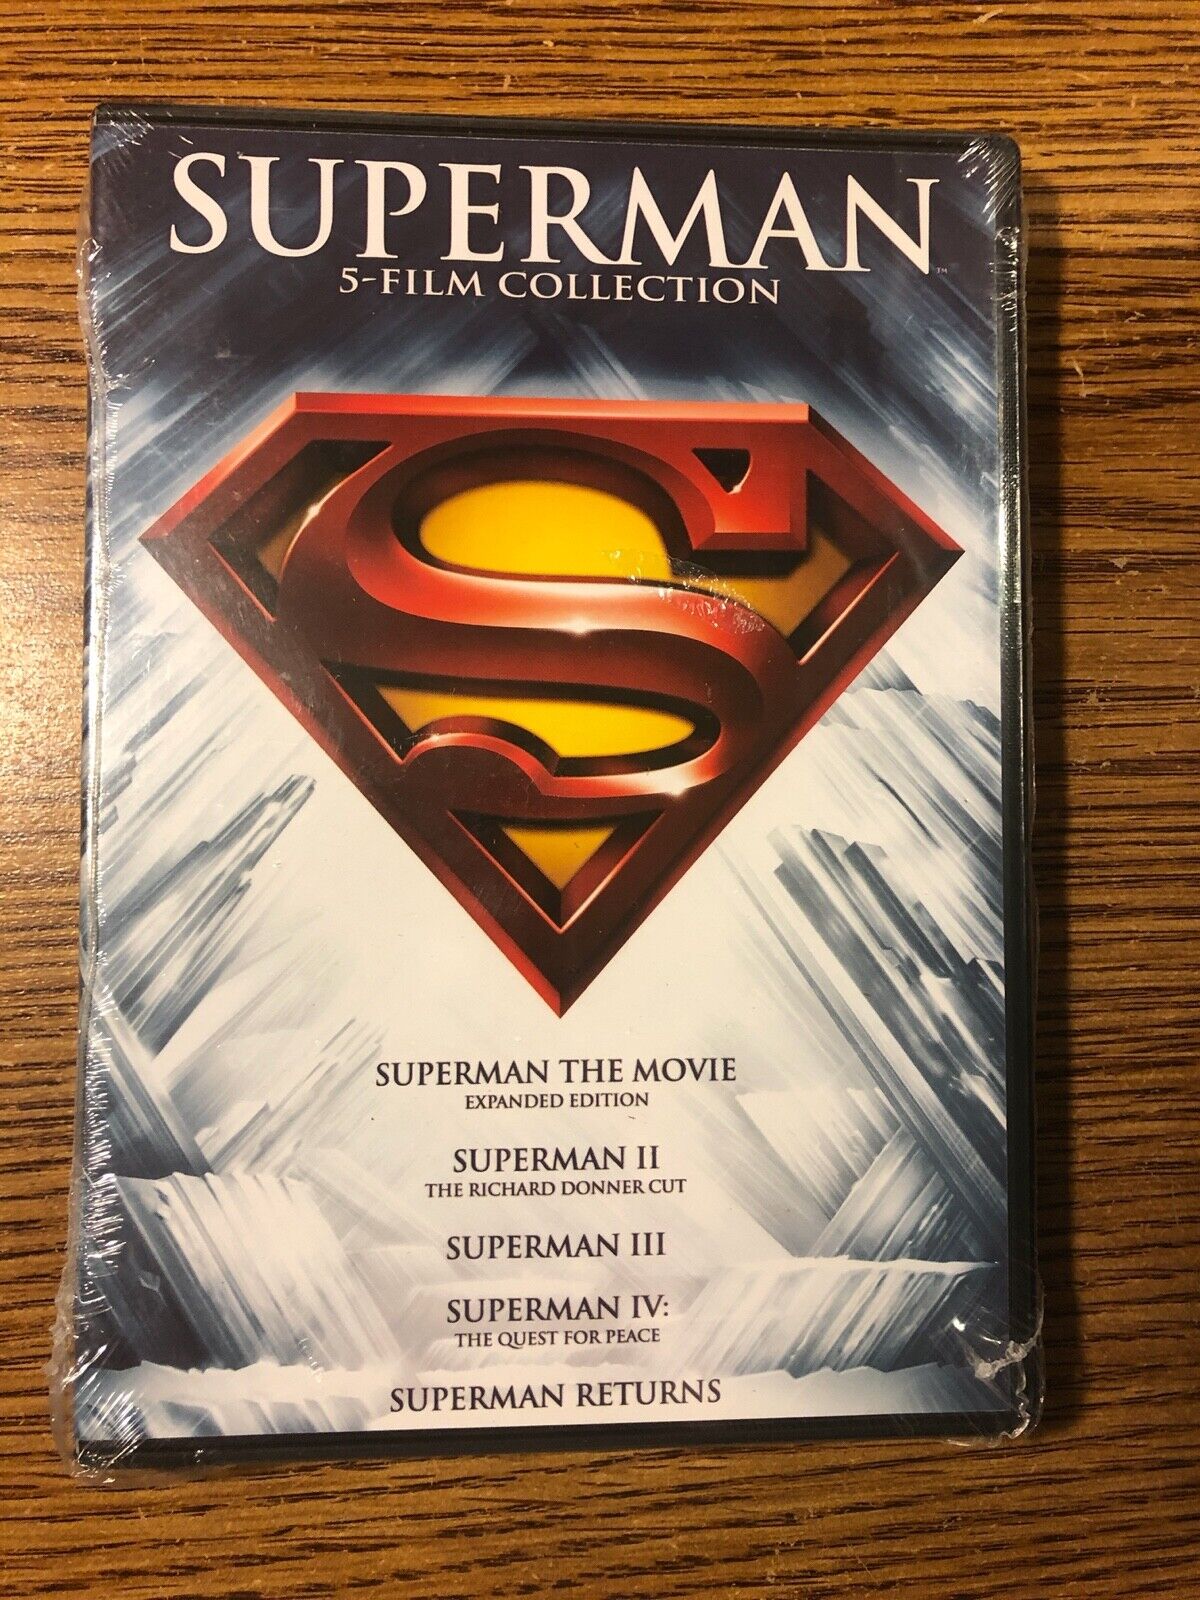 SUPERMAN™
5-FILM COLLECTION
SUPERMAN THE MOVIE
EXPANDED EDITION
SUPERMAN II
THE RICHARD DONNER CUT
SUPERMAN III
SUPERMAN IV:
THE QUEST FOR PEACE
SUPERMAN RETURNS